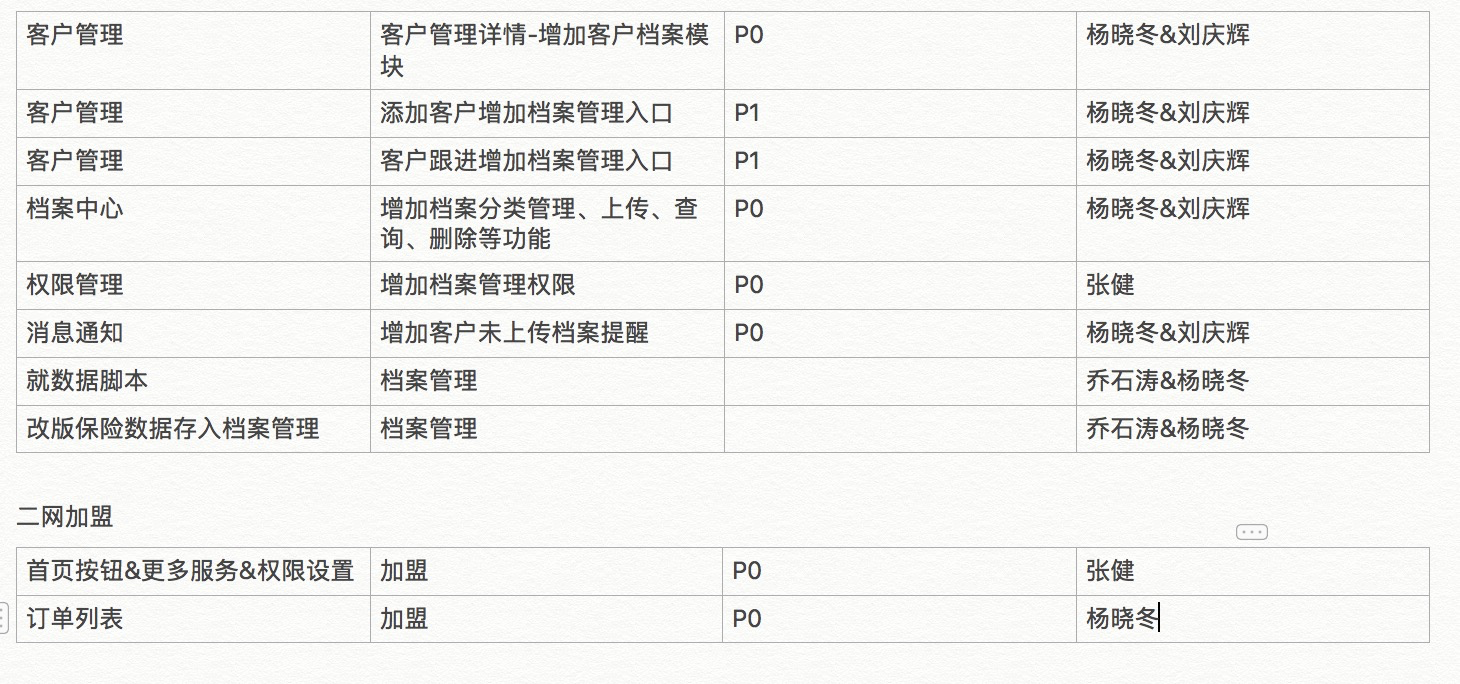 客户管理 客户管理详情-增加客户档案模 P0 杨晓冬&刘庆辉
块
客户管理 添加客户增加档案管理入口 P1 杨晓冬&刘庆辉
客户管理 客户跟进增加档案管理入口 P1 杨晓冬&刘庆辉
档案中心 增加档案分类管理、上传、查 P0 杨晓冬&刘庆辉
询、删除等功能
权限管理 增加档案管理权限 P0 张健
消息通知 增加客户未上传档案提醒 P0 杨晓冬&刘庆辉
就数据脚本 档案管理 乔石涛&杨晓冬
改版保险数据存入档案管理 档案管理 乔石涛&杨晓冬
二网加盟
首页按钮&更多服务&权限设置 加盟 P0 张健
订单列表 加盟 P0 杨晓冬